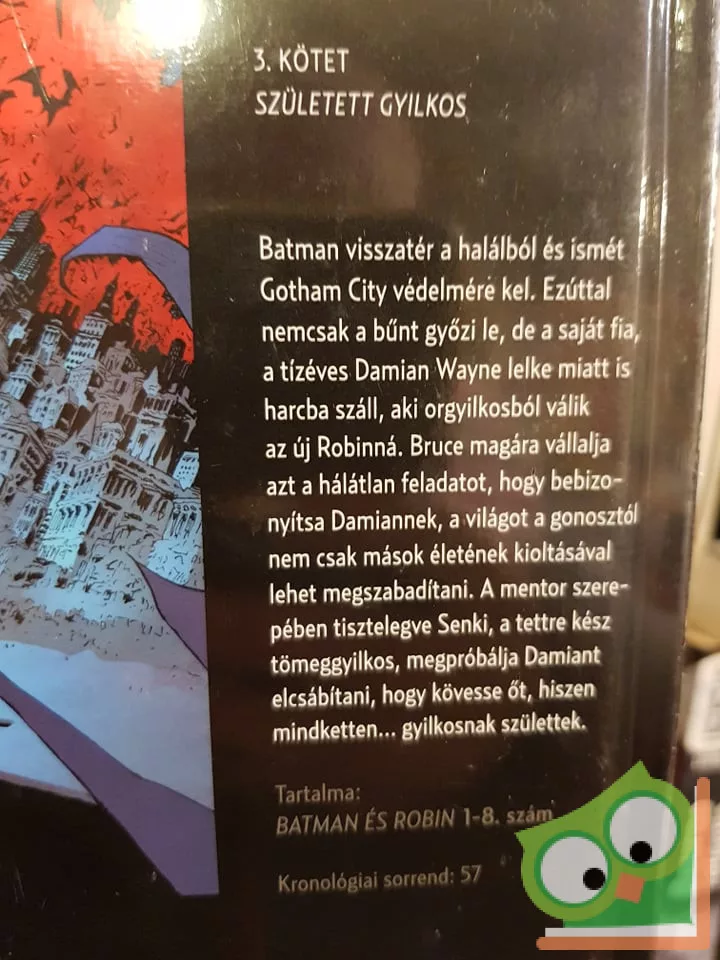 3. KÖTET
SZÜLETETT GYILKOS
Batman visszatér a halálból és ismét
Gotham City védelmére kel. Ezúttal
nemcsak a bűnt győzi le, de a saját fia,
a tízéves Damian Wayne lelke miatt is
harcba száll, aki orgyilkosból válik
az új Robinná. Bruce magára vállalja
azt a hálátlan feladatot, hogy bebizo-
nyítsa Damiannek, a világot a gonosztól
nem csak mások életének kioltásával
lehet megszabadítani. A mentor szere-
pében tisztelegve Senki, a tettre kész
tömeggyilkos, megpróbálja Damiant
elcsábítani, hogy kövesse őt, hiszen
mindketten... gyilkosnak születtek.
Tartalma:
BATMAN ÉS ROBIN 1-8. szám
Kronológiai sorrend: 57